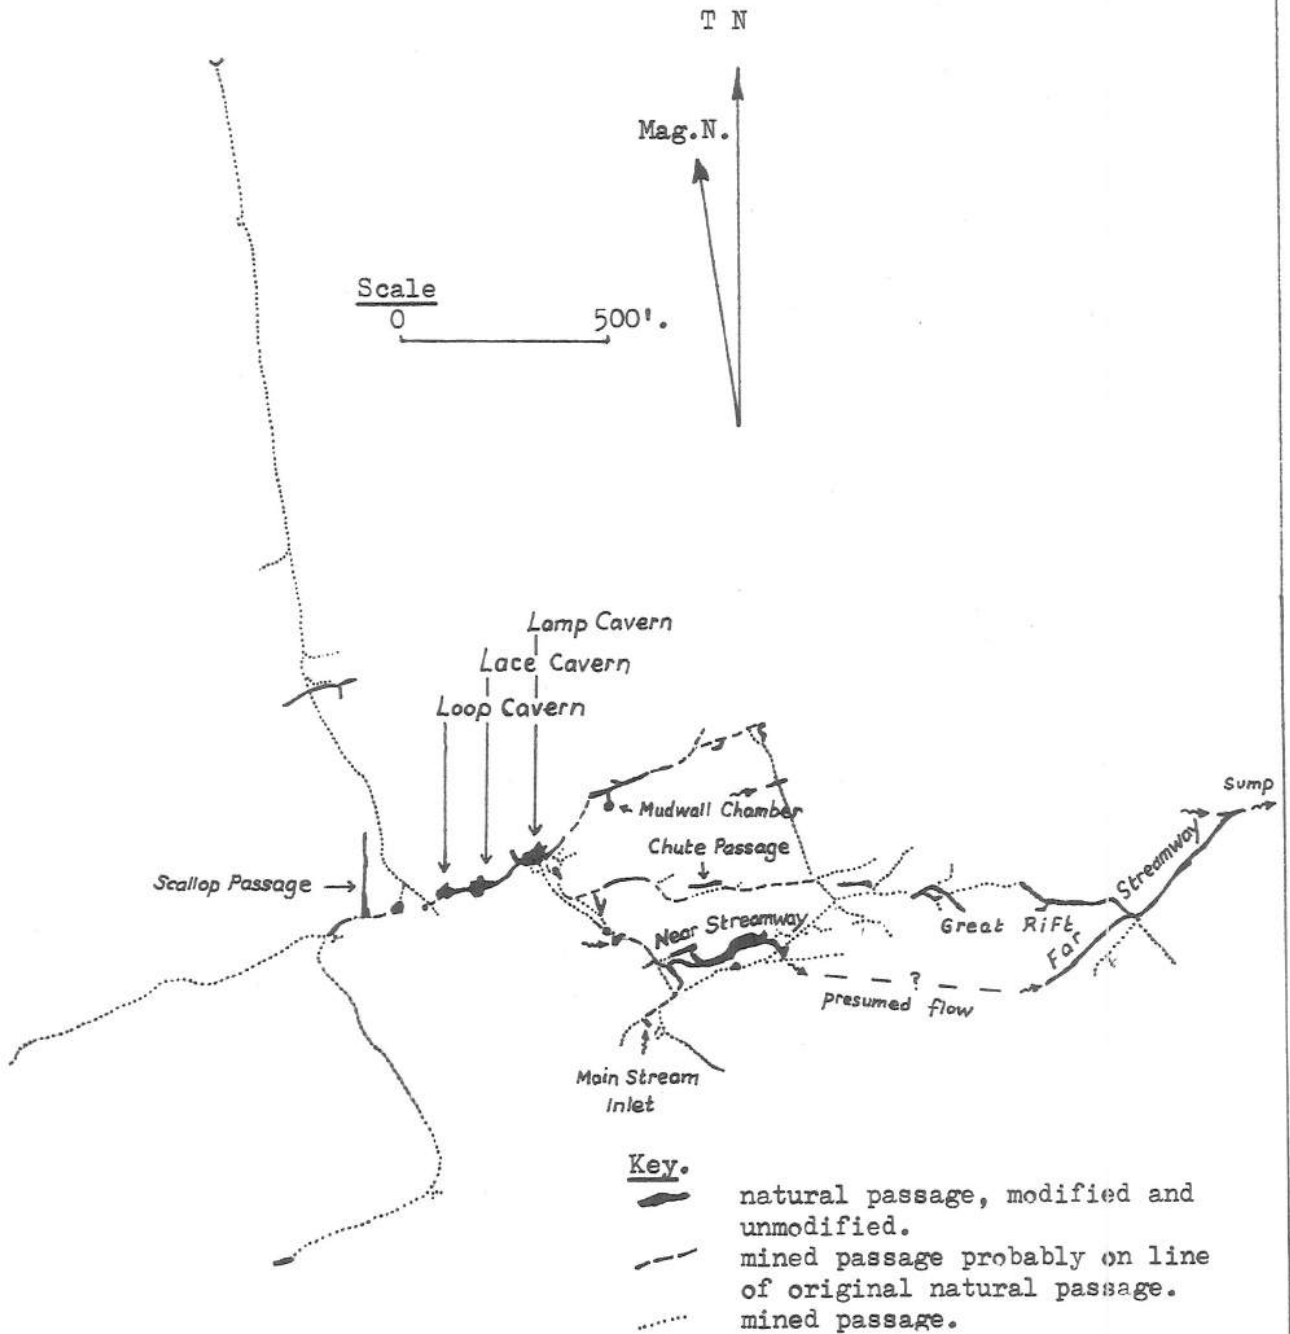 T N
Mag.N.
Scale
0 500'.
Lamp Cavern
Lace Cavern
Loop Cavern
Sump
Mudwall Chamber
Chute Passage
Streamway
Scallop Passage
Near Streamway
Great Rift
Far
?
presumed flow
Main Stream
Inlet
Key.
natural passage, modified and
unmodified.
mined passage probably on line
of original natural passage.
mined passage.